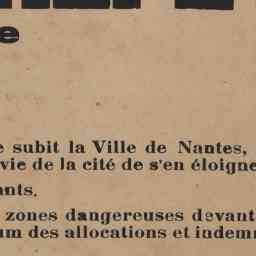 e
e subit la Ville de Nantes,
vie de la cité de s'en éloigne
ants.
zones dangereuses devant
um des allocations et indem